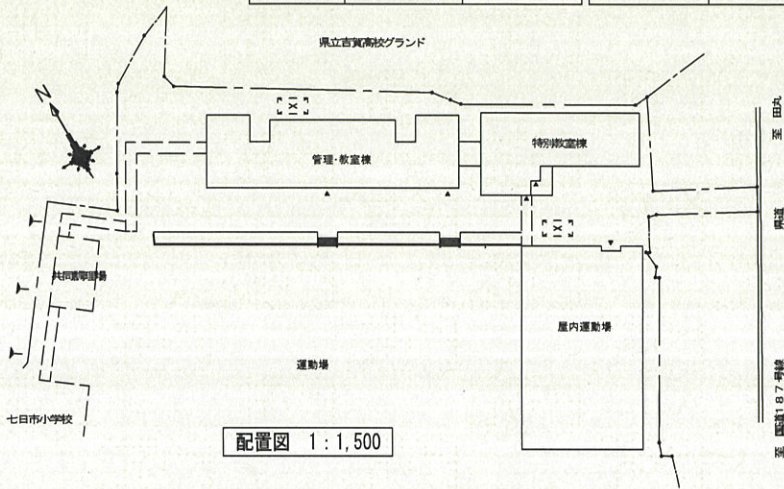 県立吉賀高校グランド
N
管理・教室棟
特別教室棟
至 田丸
県道
共同調理場
屋内運動場
運動場
至 国道187号線
七日市小学校
配置図 1:1,500